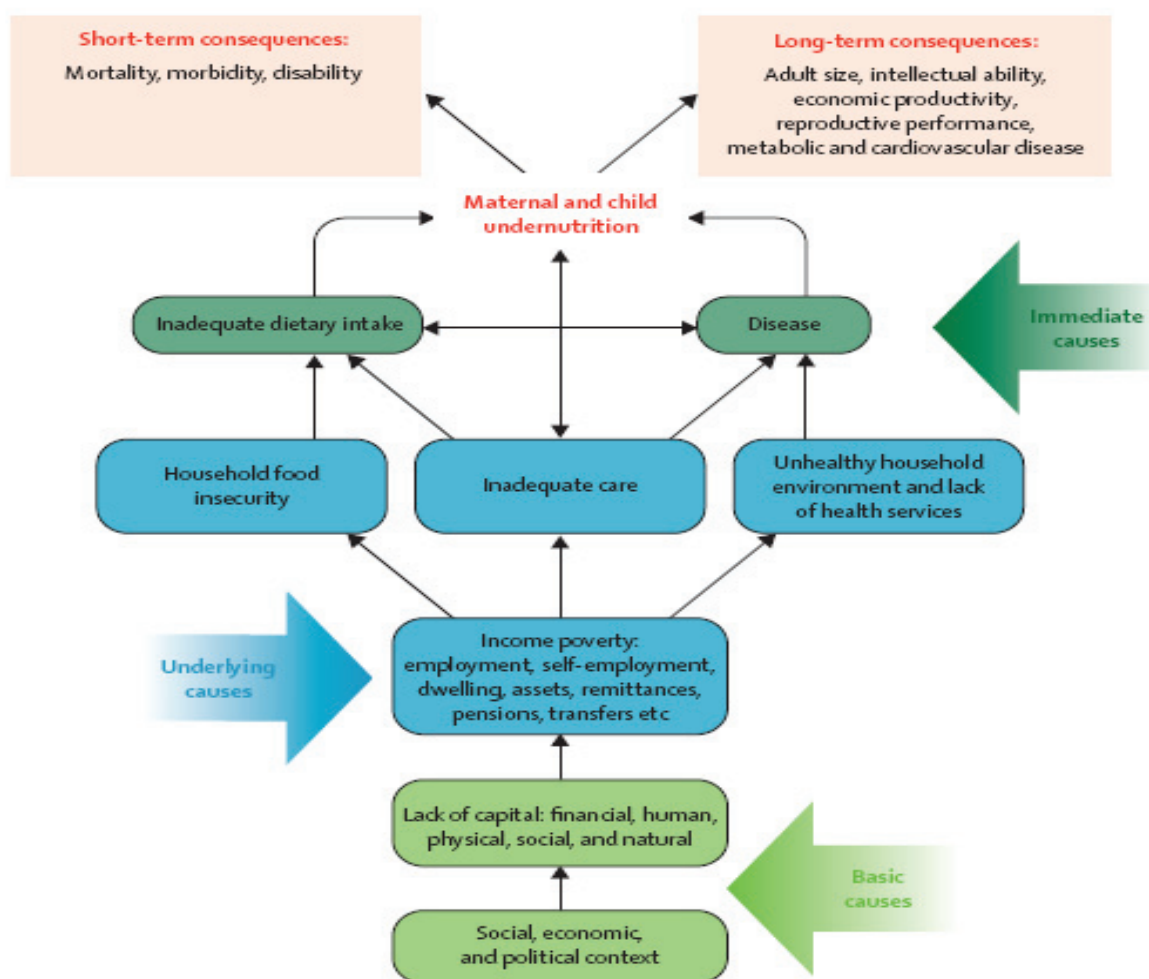 Short-term consequences:
Mortality, morbidity, disability
Long-term consequences:
Adult size, intellectual ability,
economic productivity,
reproductive performance,
metabolic and cardiovascular disease
Maternal and child
undernutrition
Inadequate dietary intake
Disease
Immediate
causes
Household food
insecurity
Inadequate care
Unhealthy household
environment and lack
of health services
Underlying
causes
Income poverty:
employment, self-employment,
dwelling, assets, remittances,
pensions, transfers etc
Lack of capital: financial, human,
physical, social, and natural
Basic
causes
Social, economic,
and political context